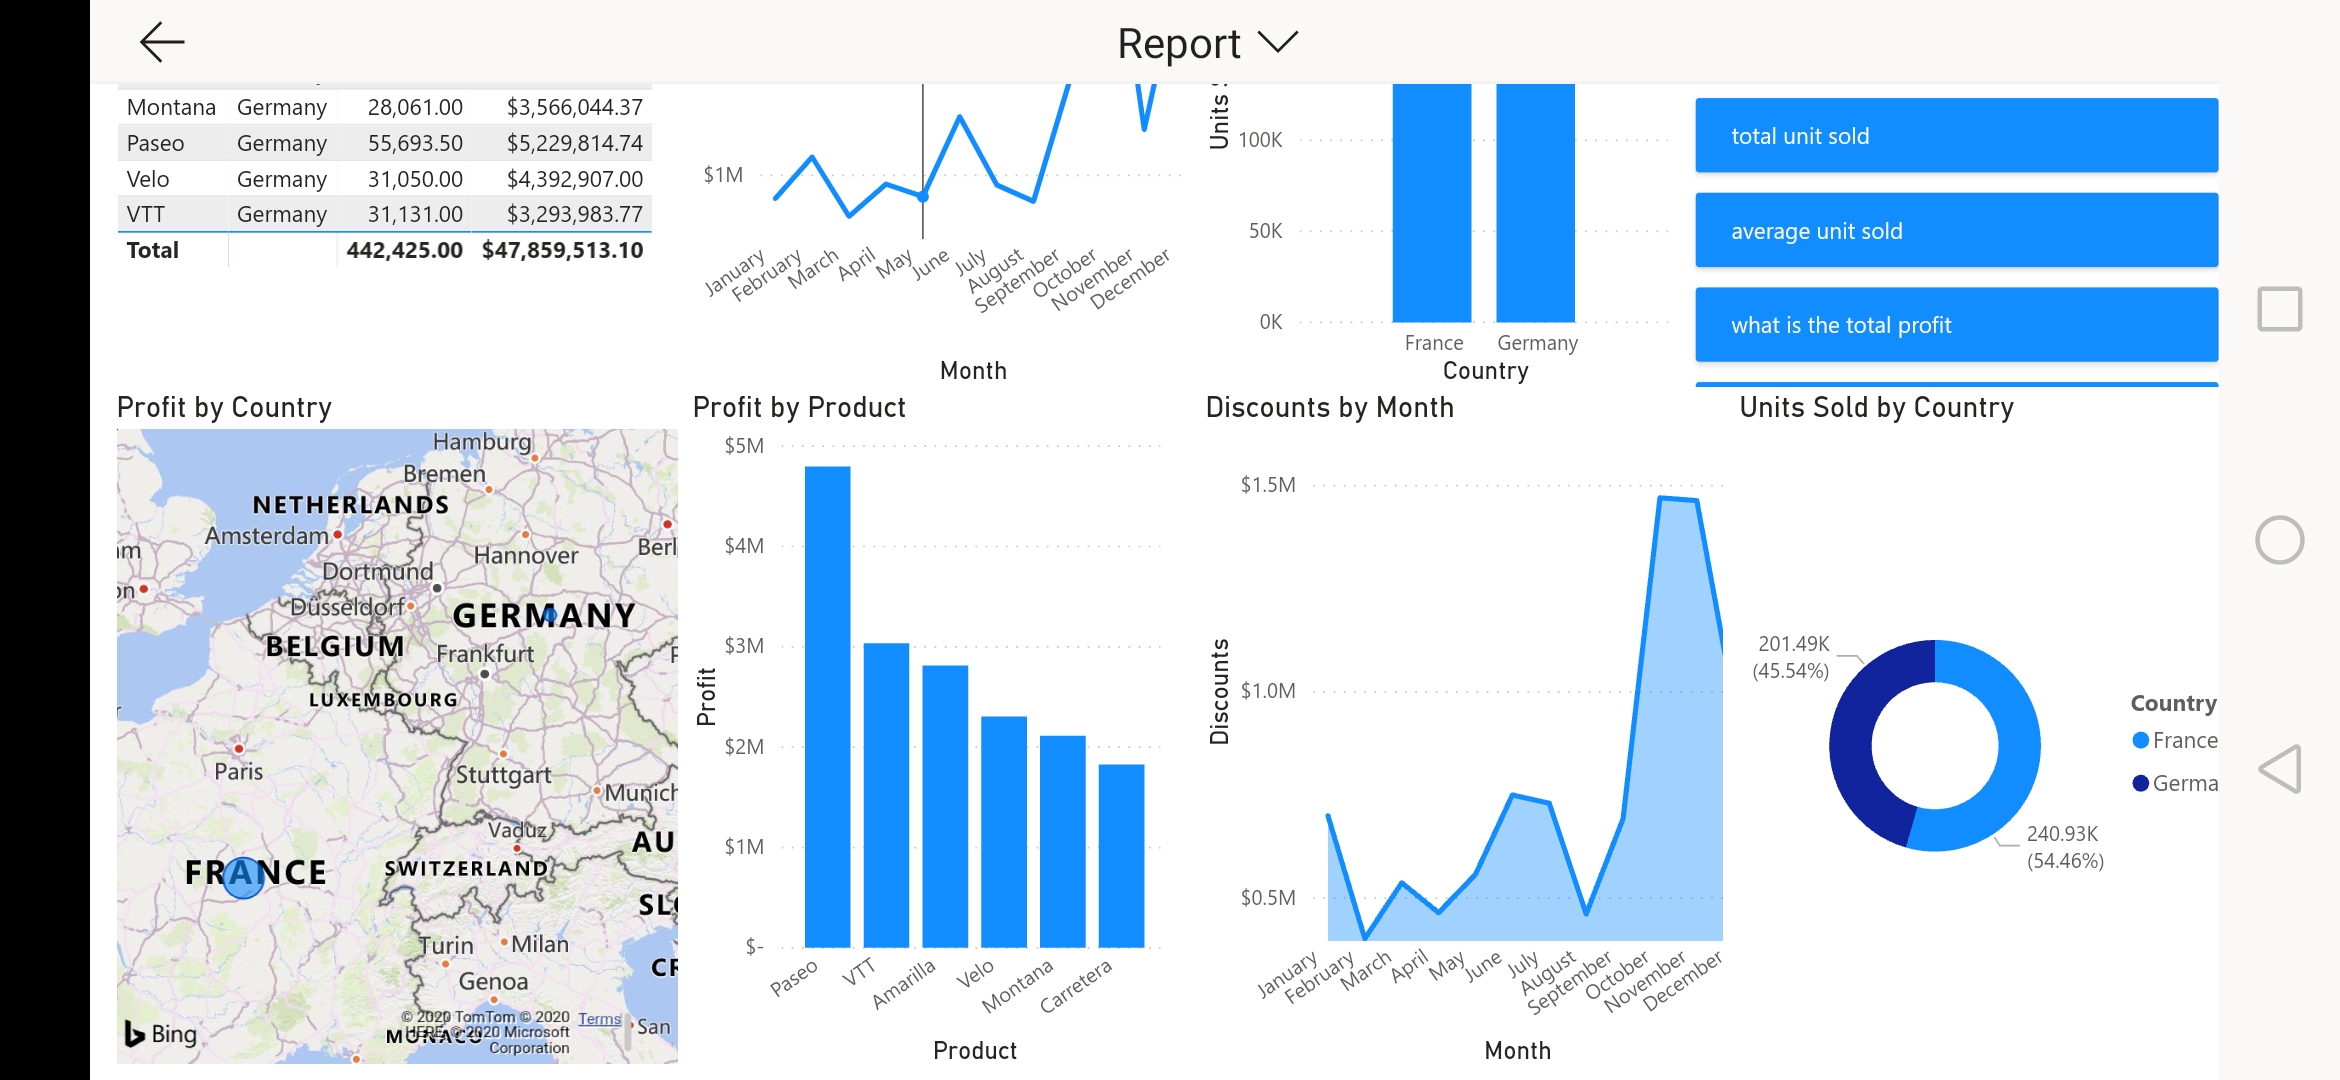 Report
Montana Germany 28,061.00 $3,566,044.37
Paseo Germany 55,693.50 $5,229,814.74
Velo Germany 31,050.00 $4,392,907.00
VTT Germany 31,131.00 $3,293,983.77
Total 442,425.00 $47,859,513.10
$1M
January
February
March
April
May
June
July
August
September
October
November
December
Month
Units
100K
50K
0K
France
Germany
Country
total unit sold
average unit sold
what is the total profit
Profit by Country
Hamburg
Bremen
NETHERLANDS
Amsterdam
Hannover
Berl
am
on
Dortmund
Düsseldorf
GERMANY
BELGIUM
Frankfurt
LUXEMBOURG
Paris
Stuttgart
Munich
Vaduz
AU
FRANCE
SWITZERLAND
SLO
Turin
Milan
CR
Genoa
MONACO
San
Bing
© 2020 TomTom © 2020
HERE, © 2020 Microsoft
Corporation
Terms
Profit by Product
$5M
$4M
$3M
$2M
$1M
$-
Profit
Paseo
VTT
Amarilla
Velo
Montana
Carretera
Product
Discounts by Month
$1.5M
$1.0M
$0.5M
Discounts
January
February
March
April
May
June
July
August
September
October
November
December
Month
Units Sold by Country
201.49K
(45.54%)
240.93K
(54.46%)
Country
France
Germa